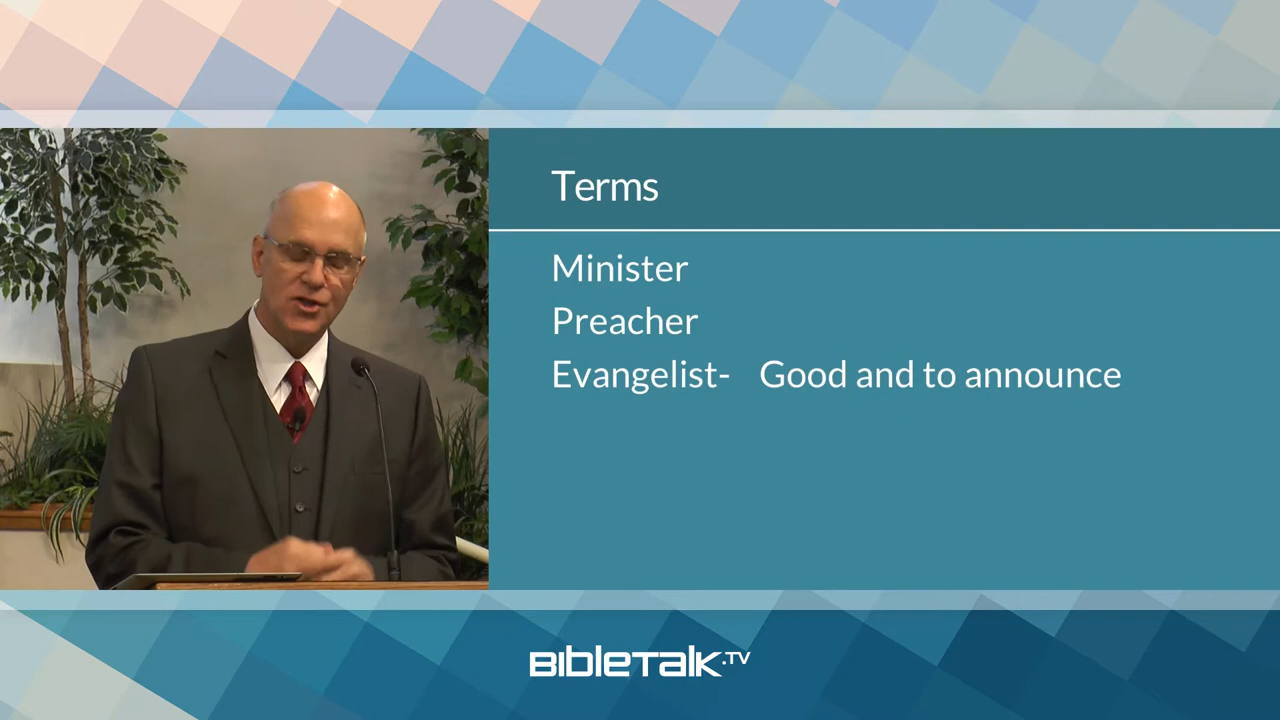 Terms
Minister
Preacher
Evangelist- Good and to announce
BIBLETALK.TV